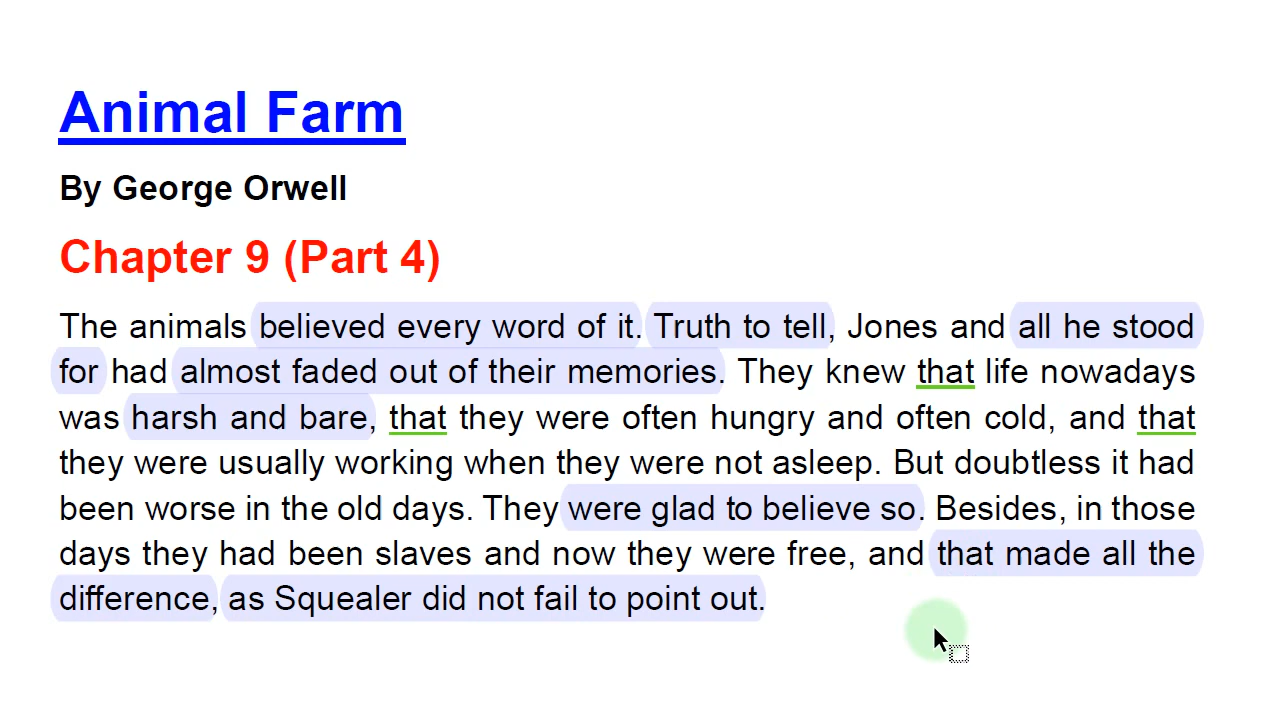 Animal Farm
By George Orwell
Chapter 9 (Part 4)
The animals believed every word of it. Truth to tell, Jones and all he stood
for had almost faded out of their memories. They knew that life nowadays
was harsh and bare, that they were often hungry and often cold, and that
they were usually working when they were not asleep. But doubtless it had
been worse in the old days. They were glad to believe so. Besides, in those
days they had been slaves and now they were free, and that made all the
difference, as Squealer did not fail to point out.